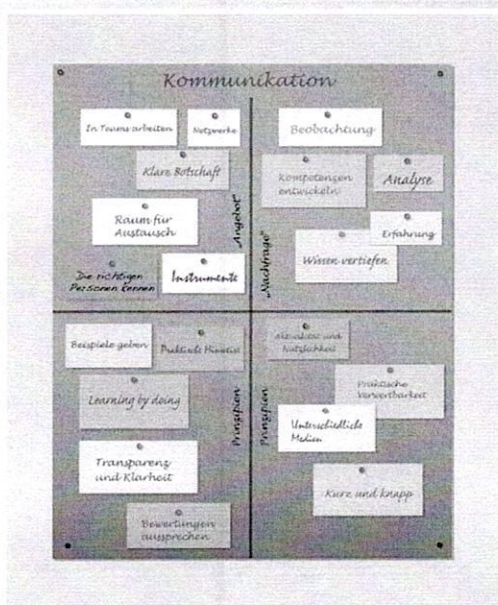 Kommunikation
In Teams arbeiten
Netzwerke
Klare Botschaft
Raum für
Austausch
Die richtigen
Personen kennen
Instrumente
„Angebot“
Beobachtung
Kompetenzen
entwickeln
Analyse
Erfahrung
Wissen vertiefen
„Nachfrage“
Beispiele geben
Praktische Hinweise
Learning by doing
Transparenz
und Klarheit
Bewertungen
aussprechen
Prinzipien
Aktualität und
Nützlichkeit
Praktische
Verwertbarkeit
Unterschiedliche
Medien
Kurz und knapp
Prinzipien